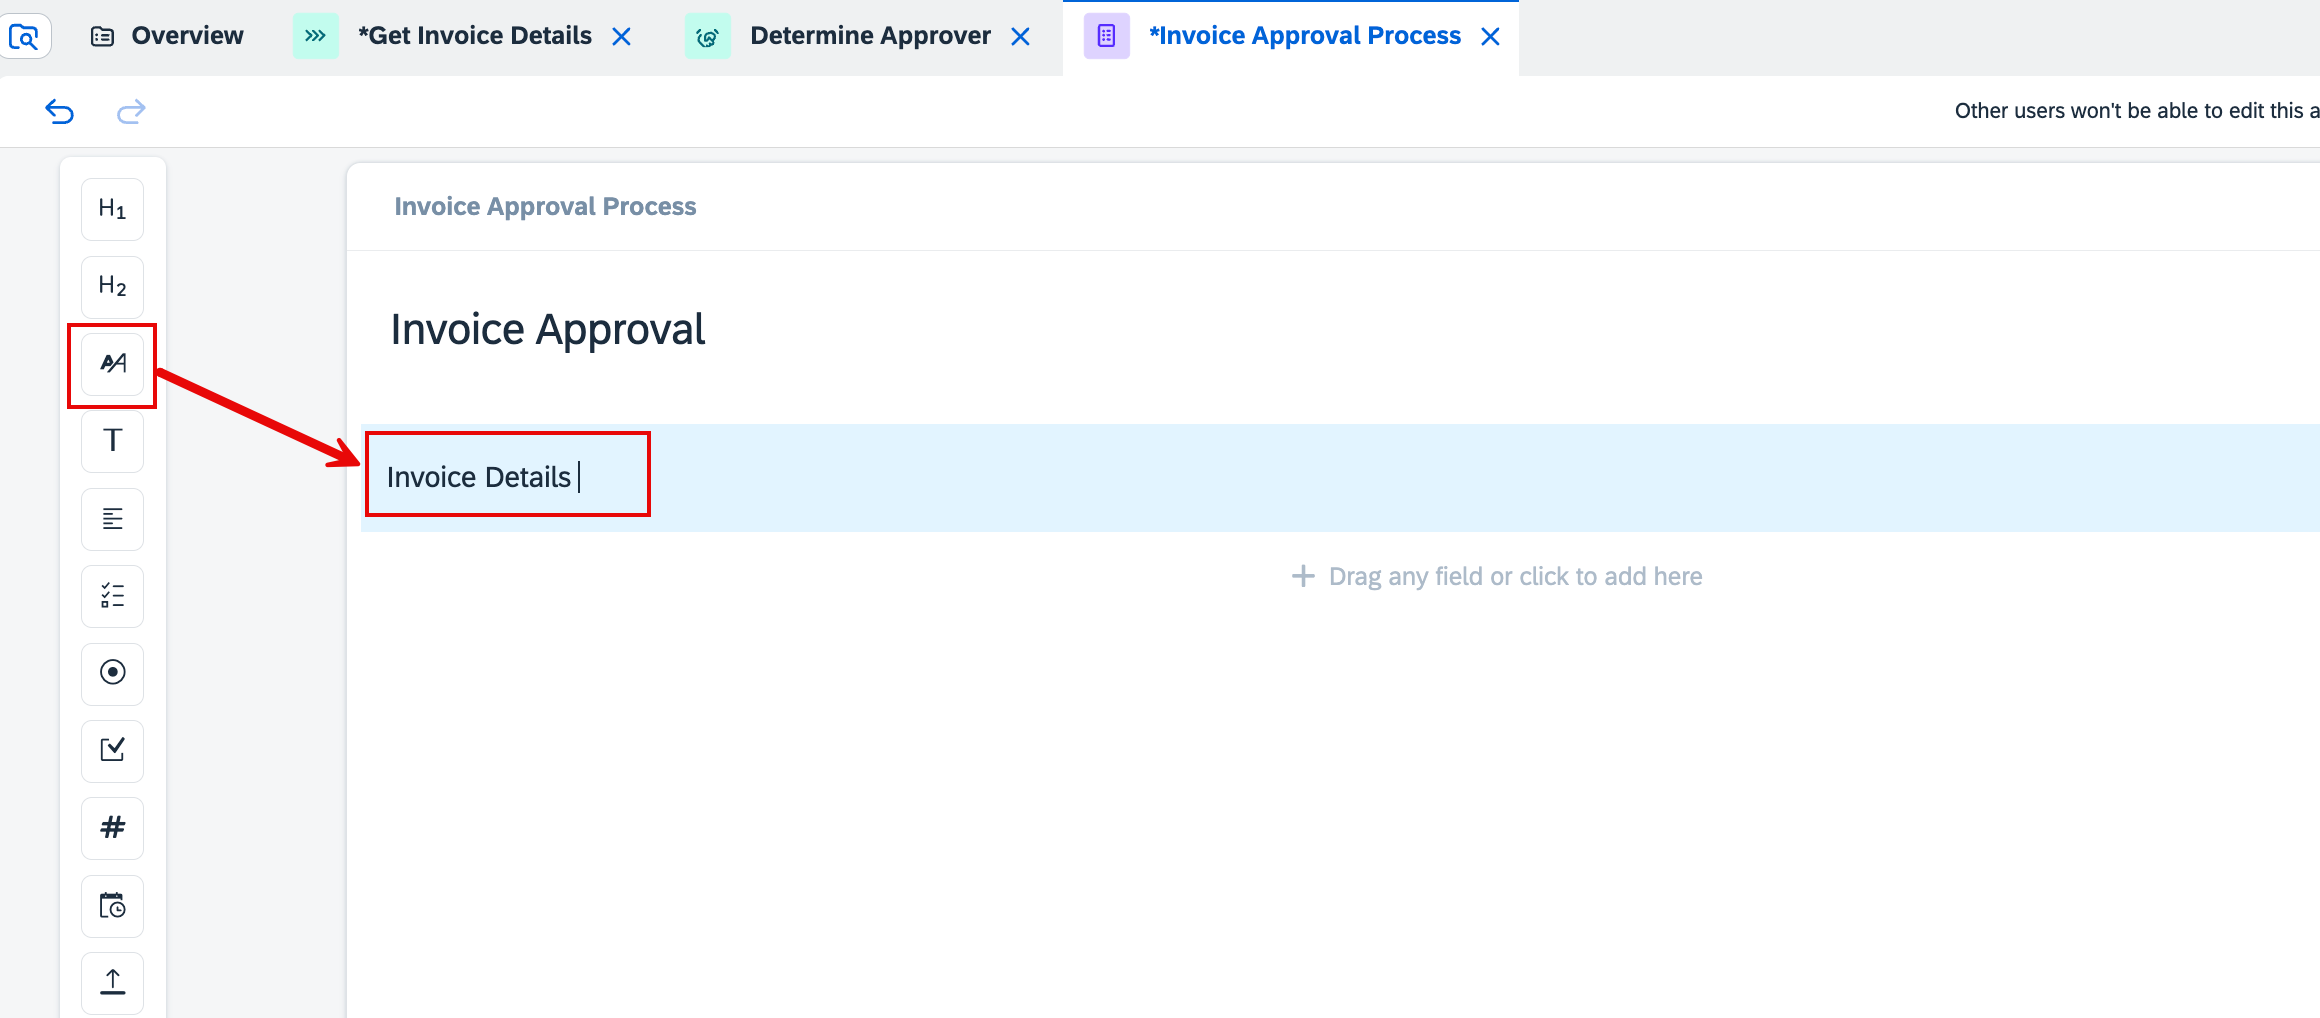 Overview
*Get Invoice Details
Determine Approver
*Invoice Approval Process
Other users won't be able to edit this a
H1
Invoice Approval Process
H2
Invoice Approval
T
Invoice Details
Drag any field or click to add here
#